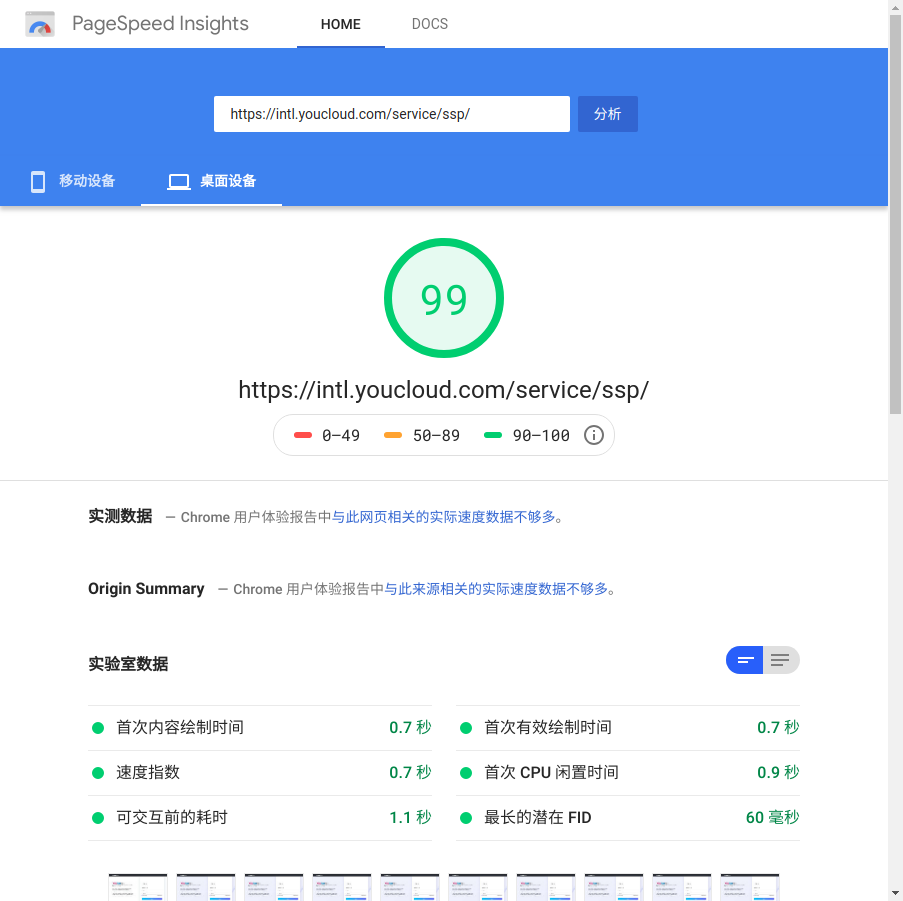 PageSpeed Insights
HOME
DOCS
https://intl.youcloud.com/service/ssp/
分析
移动设备
桌面设备
99
https://intl.youcloud.com/service/ssp/
0–49
50–89
90–100
实测数据 — Chrome 用户体验报告中与此网页相关的实际速度数据不够多。
Origin Summary — Chrome 用户体验报告中与此来源相关的实际速度数据不够多。
实验室数据
首次内容绘制时间 0.7 秒
首次有效绘制时间 0.7 秒
速度指数 0.7 秒
首次 CPU 闲置时间 0.9 秒
可交互前的耗时 1.1 秒
最长的潜在 FID 60 毫秒